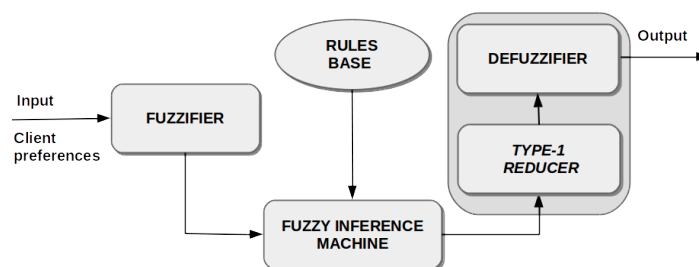 Input
Client
preferences
FUZZIFIER
RULES
BASE
FUZZY INFERENCE
MACHINE
TYPE-1
REDUCER
DEFUZZIFIER
Output